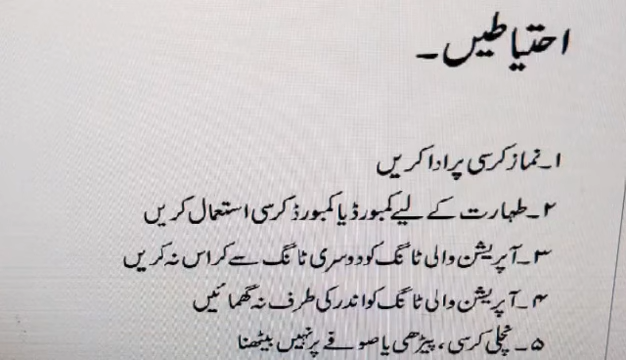 احتیاطیں۔
۱۔نماز کرسی پر ادا کریں
۲۔طہارت کے لیے کمبورڈ یا کمبورڈ کرسی استعمال کریں
۳۔آپریشن والی ٹانگ کو دوسری ٹانگ سے کراس نہ کریں
۴۔آپریشن والی ٹانگ کو اندر کی طرف نہ گھمائیں
۵۔نچلی کرسی، پیڑھی یا صوفے پر نہیں بیٹھنا